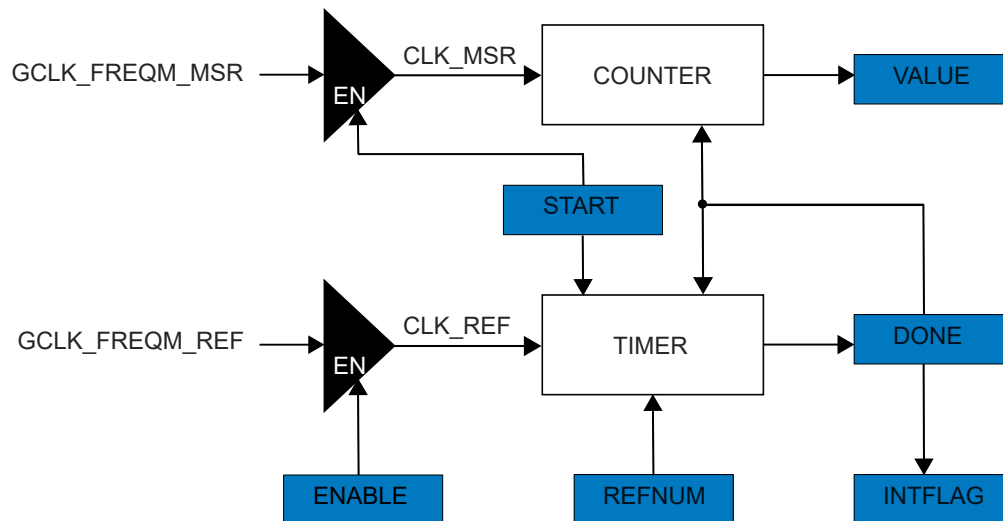 CLK_MSR
GCLK_FREQM_MSR
COUNTER
VALUE
EN
START
CLK_REF
GCLK_FREQM_REF
TIMER
DONE
EN
ENABLE
REFNUM
INTFLAG